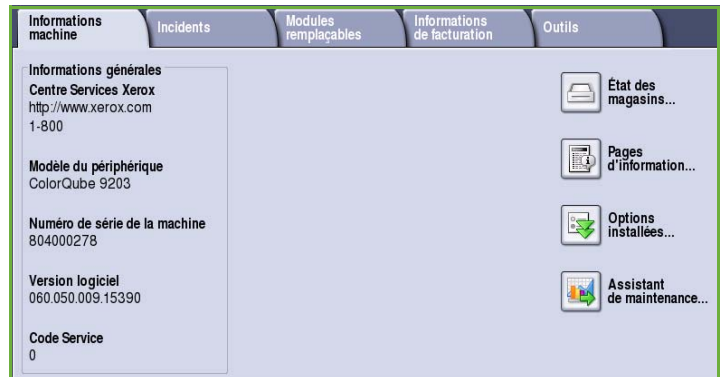 Informations
machine
Incidents
Modules
remplaçables
Informations
de facturation
Outils
Informations générales
Centre Services Xerox
http://www.xerox.com
1-800
Modèle du périphérique
ColorQube 9203
Numéro de série de la machine
804000278
Version logiciel
060.050.009.15390
Code Service
0
État des
magasins...
Pages
d'information...
Options
installées...
Assistant
de maintenance...